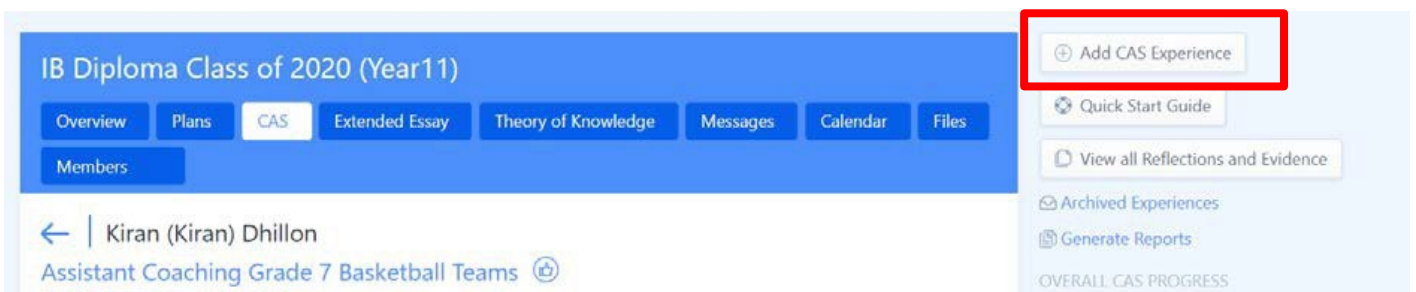 IB Diploma Class of 2020 (Year11)
Overview Plans CAS Extended Essay Theory of Knowledge Messages Calendar Files
Members
Kiran (Kiran) Dhillon
Assistant Coaching Grade 7 Basketball Teams
Add CAS Experience
Quick Start Guide
View all Reflections and Evidence
Archived Experiences
Generate Reports
OVERALL CAS PROGRESS